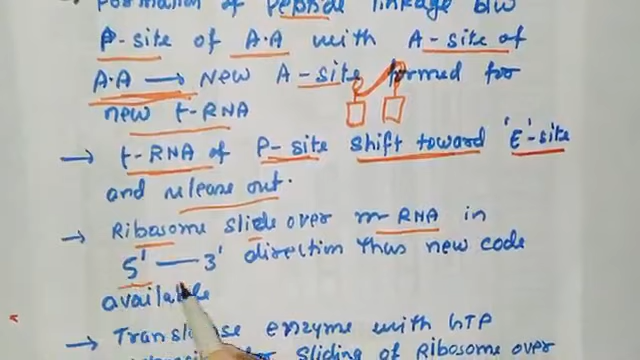 Formation of Peptide linkage b/w
P-site of A.A with A-site of
A.A → New A-site formed for
new t-RNA
→ t-RNA of P-site shift toward 'E'-site
and release out.
→ Ribosome slide over m-RNA in
5' — 3' direction thus new code
available
→ Translocase enzyme with GTP
sliding of Ribosome over